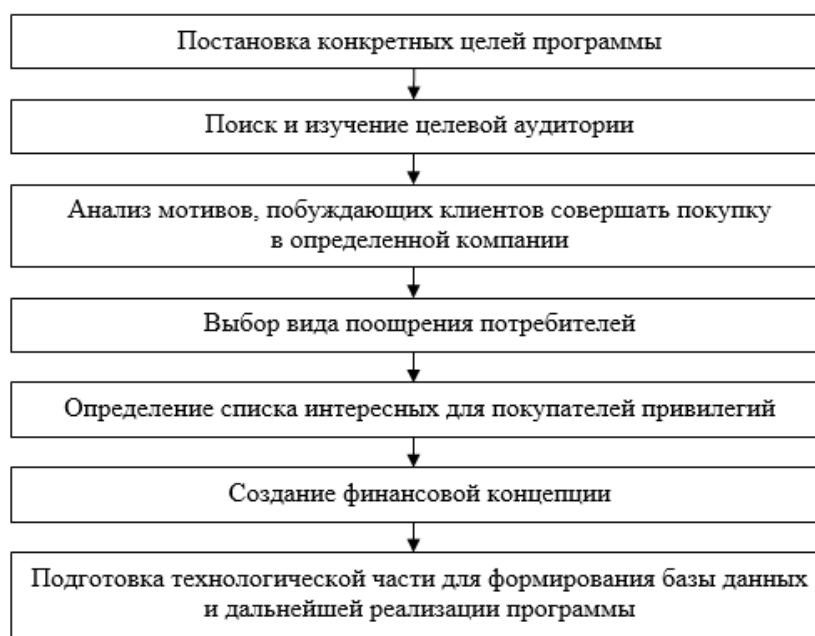 Постановка конкретных целей программы
Поиск и изучение целевой аудитории
Анализ мотивов, побуждающих клиентов совершать покупку
в определенной компании
Выбор вида поощрения потребителей
Определение списка интересных для покупателей привилегий
Создание финансовой концепции
Подготовка технологической части для формирования базы данных
и дальнейшей реализации программы